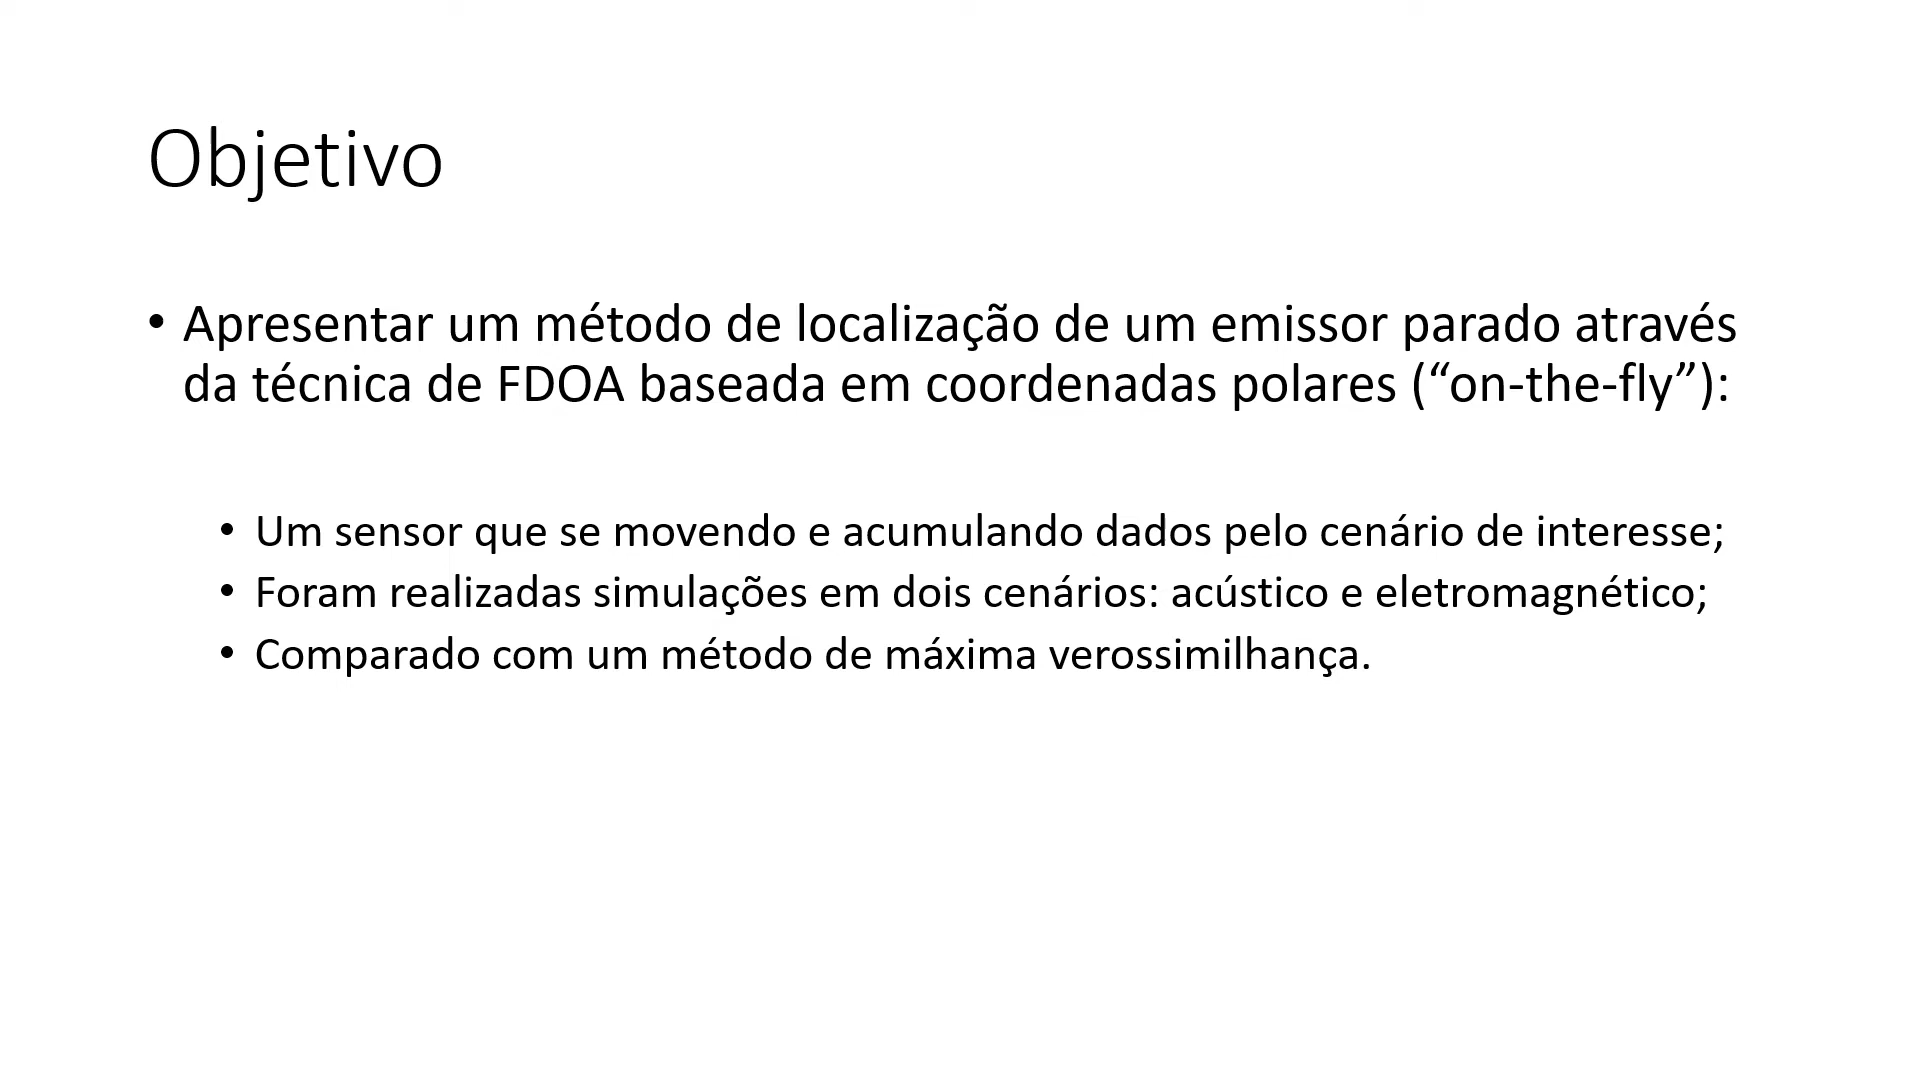 Objetivo
• Apresentar um método de localização de um emissor parado através
da técnica de FDOA baseada em coordenadas polares (“on-the-fly”):
• Um sensor que se movendo e acumulando dados pelo cenário de interesse;
• Foram realizadas simulações em dois cenários: acústico e eletromagnético;
• Comparado com um método de máxima verossimilhança.